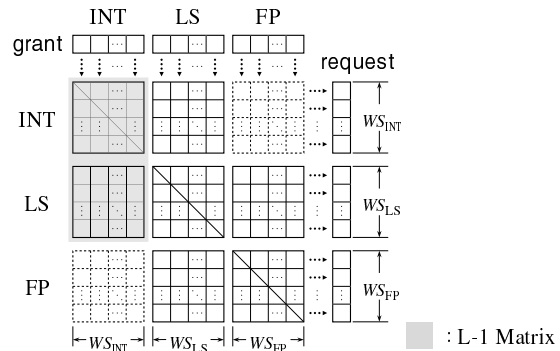 INT LS FP
grant ...
...
...
request
INT WS_INT
LS WS_LS
FP WS_FP
WS_INT WS_LS WS_FP
: L-1 Matrix